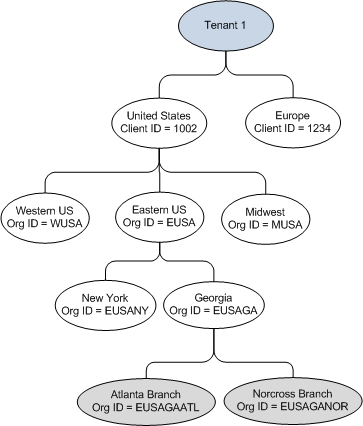 Tenant 1
United States
Client ID = 1002
Europe
Client ID = 1234
Western US
Org ID = WUSA
Eastern US
Org ID = EUSA
Midwest
Org ID = MUSA
New York
Org ID = EUSANY
Georgia
Org ID = EUSAGA
Atlanta Branch
Org ID = EUSAGAATL
Norcross Branch
Org ID = EUSAGANOR